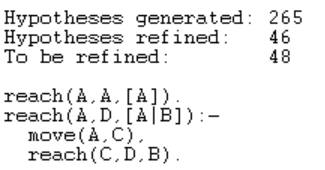 Hypotheses generated: 265
Hypotheses refined: 46
To be refined: 48
reach(A,A,[A]).
reach(A,D,[A|B]):-
move(A,C),
reach(C,D,B).